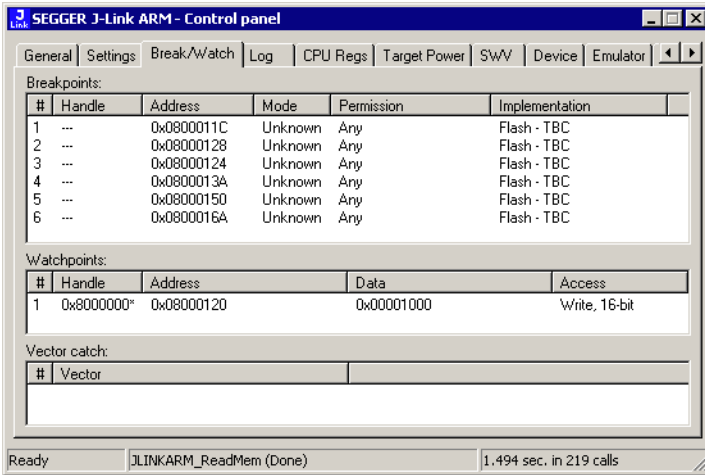 J Link SEGGER J-Link ARM - Control panel
General Settings Break/Watch Log CPU Regs Target Power SWV Device Emulator
Breakpoints:
# Handle Address Mode Permission Implementation
1 --- 0x0800011C Unknown Any Flash - TBC
2 --- 0x08000128 Unknown Any Flash - TBC
3 --- 0x08000124 Unknown Any Flash - TBC
4 --- 0x0800013A Unknown Any Flash - TBC
5 --- 0x08000150 Unknown Any Flash - TBC
6 --- 0x0800016A Unknown Any Flash - TBC
Watchpoints:
# Handle Address Data Access
1 0x8000000* 0x08000120 0x00001000 Write, 16-bit
Vector catch:
# Vector
Ready JLINKARM_ReadMem (Done) 1.494 sec. in 219 calls